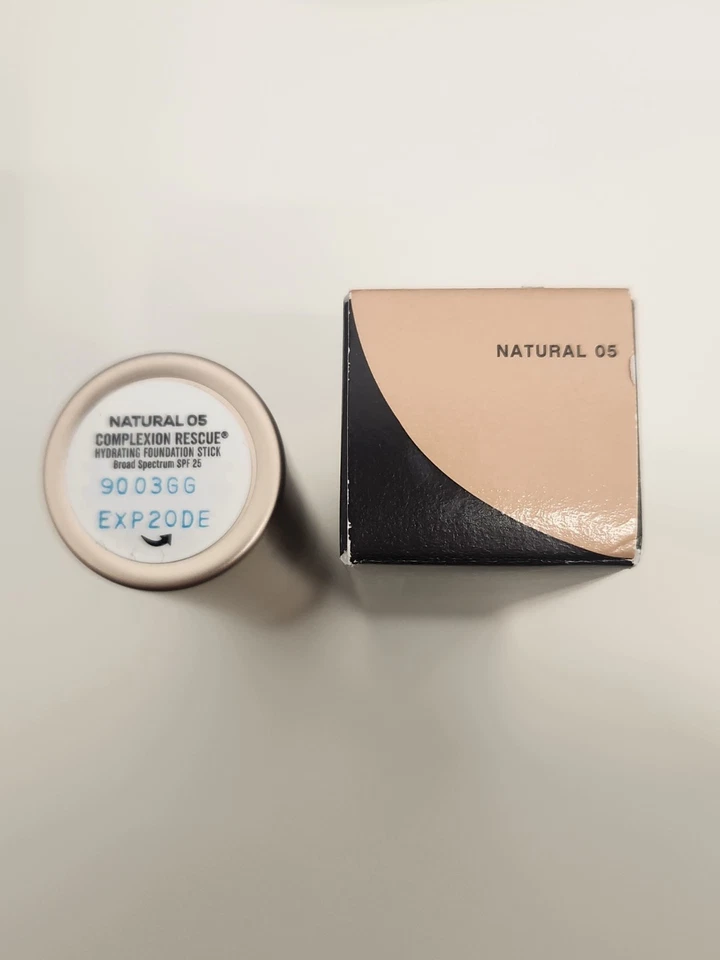 NATURAL 05
COMPLEXION RESCUE®
HYDRATING FOUNDATION STICK
Broad Spectrum SPF 25
9003GG
EXP20DE
NATURAL 05